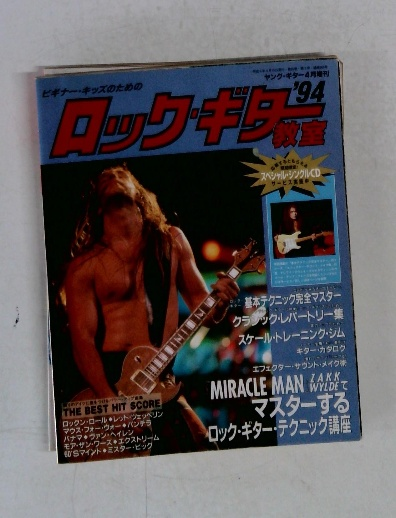 ヤング・ギター4月増刊
ビギナー・キッズのための
'94
ロック・ギター
教室
スペシャル・シングルCD
基本テクニック完全マスター
クラシック・レパートリー集
スケール・トレーニング・ジム
ギター・カタログ
エフェクター・サウンド・メイク術
MIRACLE MAN ZAKK WYLDEで
マスターする
ロック・ギター・テクニック講座
THE BEST HIT SCORE
ロックン・ロール◆レッド・ツェッペリン
マウス・フォー・ウォー◆パンテラ
パナマ◆ヴァン・ヘイレン
モア・ザン・ワーズ◆エクストリーム
60'Sマインド◆ミスター・ビッグ